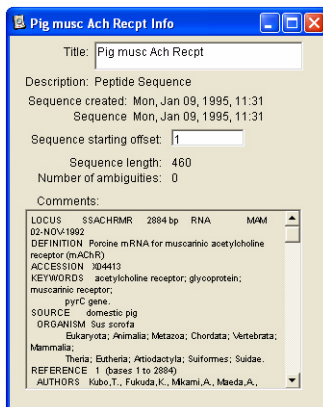 Pig musc Ach Recpt Info
Title: Pig musc Ach Recpt
Description: Peptide Sequence
Sequence created: Mon, Jan 09, 1995, 11:31
Sequence Mon, Jan 09, 1995, 11:31
Sequence starting offset: 1
Sequence length: 460
Number of ambiguities: 0
Comments:
LOCUS SSACHRMR 2884 bp RNA MAM
02-NOV-1992
DEFINITION Porcine mRNA for muscarinic acetylcholine
receptor (mAChR)
ACCESSION X04413
KEYWORDS acetylcholine receptor; glycoprotein;
muscarinic receptor;
pyrC gene.
SOURCE domestic pig
ORGANISM Sus scrofa
Eukaryota; Animalia; Metazoa; Chordata; Vertebrata;
Mammalia;
Theria; Eutheria; Artiodactyla; Suiformes; Suidae.
REFERENCE 1 (bases 1 to 2884)
AUTHORS Kubo,T., Fukuda,K., Mikami,A., Maeda,A.,